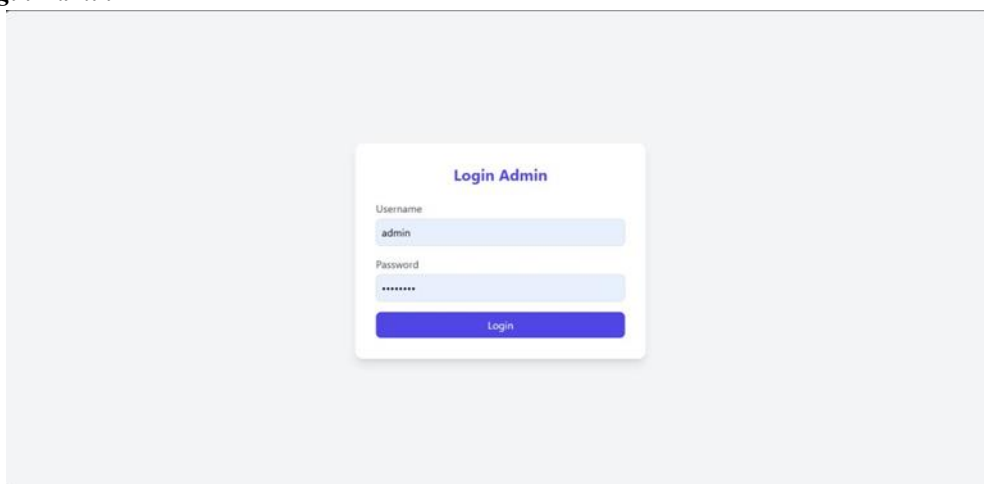 Login Admin
Username
admin
Password
••••••••
Login